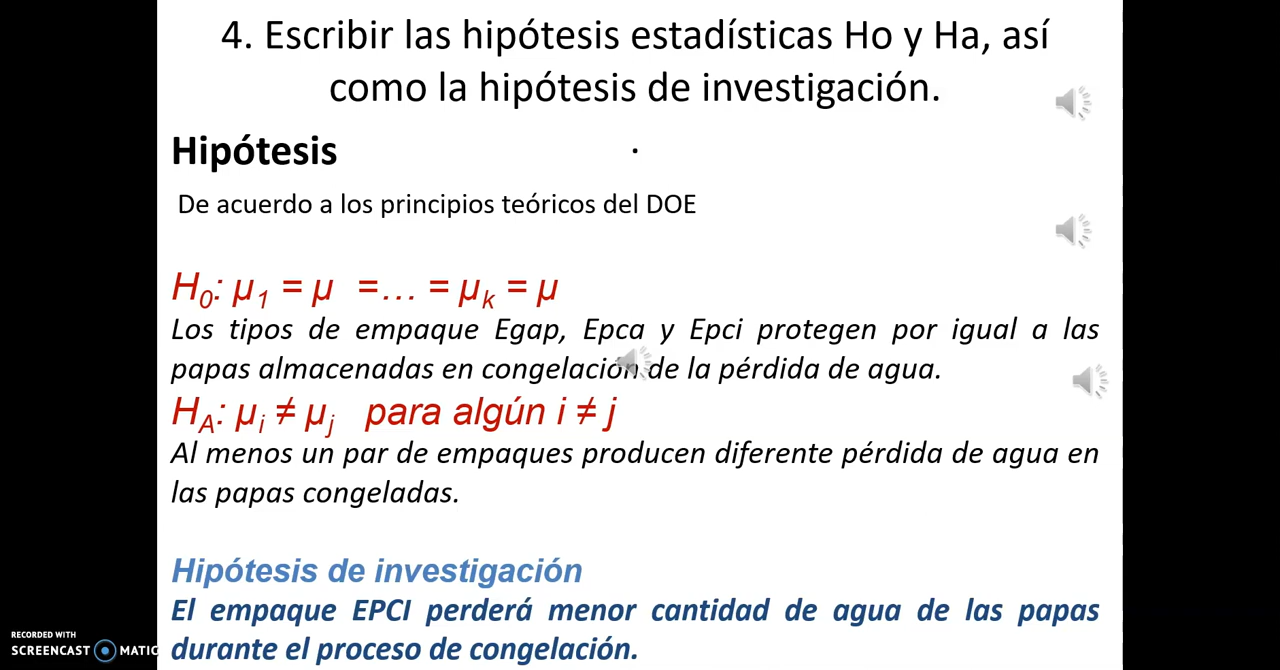 4. Escribir las hipótesis estadísticas Ho y Ha, así
como la hipótesis de investigación.
Hipótesis
De acuerdo a los principios teóricos del DOE
H0: µ1 = µ =… = µk = µ
Los tipos de empaque Egap, Epca y Epci protegen por igual a las
papas almacenadas en congelación de la pérdida de agua.
HA: µi ≠ µj para algún i ≠ j
Al menos un par de empaques producen diferente pérdida de agua en
las papas congeladas.
Hipótesis de investigación
El empaque EPCI perderá menor cantidad de agua de las papas
durante el proceso de congelación.
RECORDED WITH
SCREENCAST MATIC